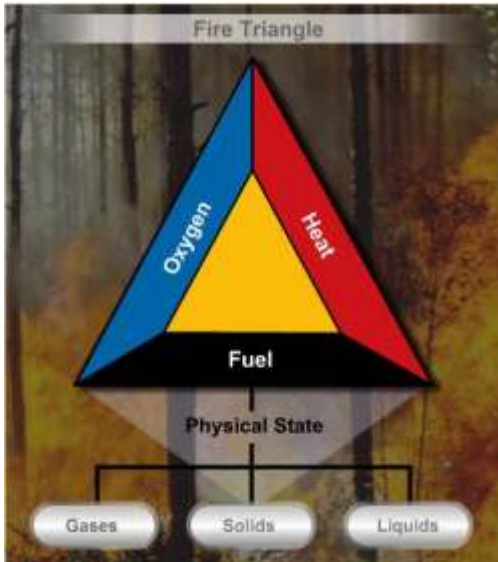 Fire Triangle
Oxygen
Heat
Fuel
Physical State
Gases
Solids
Liquids